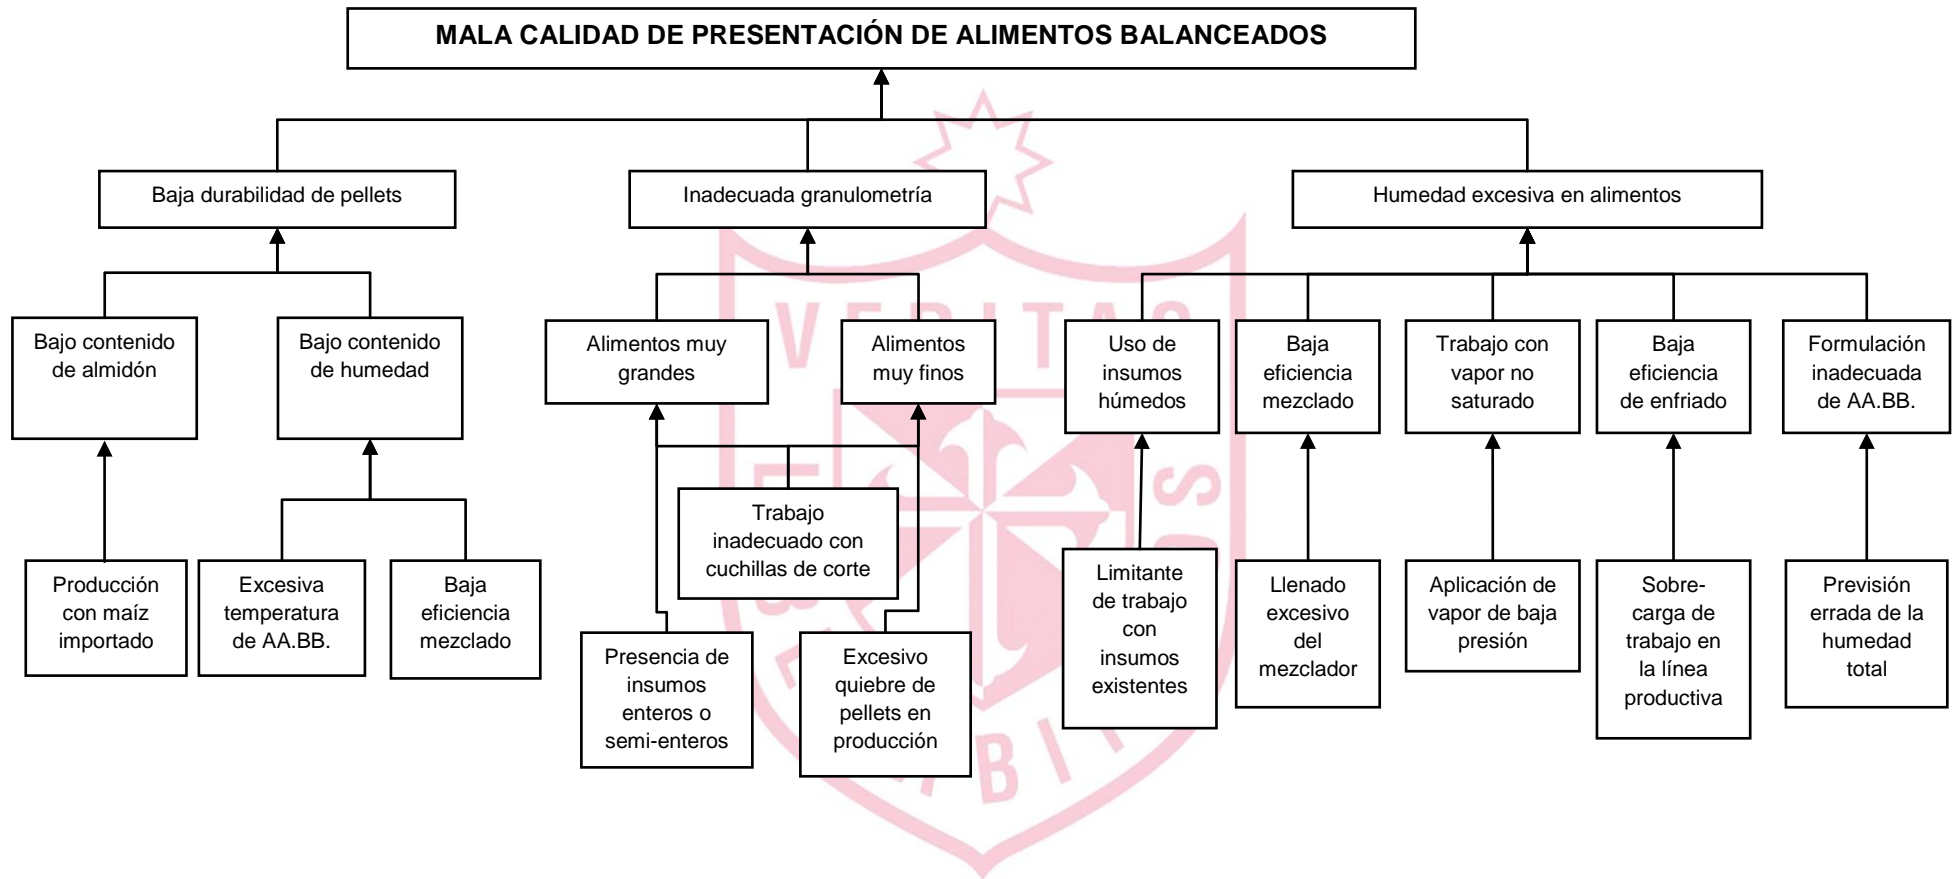 MALA CALIDAD DE PRESENTACIÓN DE ALIMENTOS BALANCEADOS
Baja durabilidad de pellets
Inadecuada granulometría
Humedad excesiva en alimentos
Bajo contenido
de almidón
Bajo contenido
de humedad
Alimentos muy
grandes
Alimentos
muy finos
Uso de
insumos
húmedos
Baja
eficiencia
mezclado
Trabajo con
vapor no
saturado
Baja
eficiencia
de enfriado
Formulación
inadecuada
de AA.BB.
Trabajo
inadecuado con
cuchillas de corte
Producción
con maíz
importado
Excesiva
temperatura
de AA.BB.
Baja
eficiencia
mezclado
Presencia de
insumos
enteros o
semi-enteros
Excesivo
quiebre de
pellets en
producción
Limitante
de trabajo
con
insumos
existentes
Llenado
excesivo
del
mezclador
Aplicación de
vapor de baja
presión
Sobre-
carga de
trabajo en
la línea
productiva
Previsión
errada de la
humedad
total
VERITAS